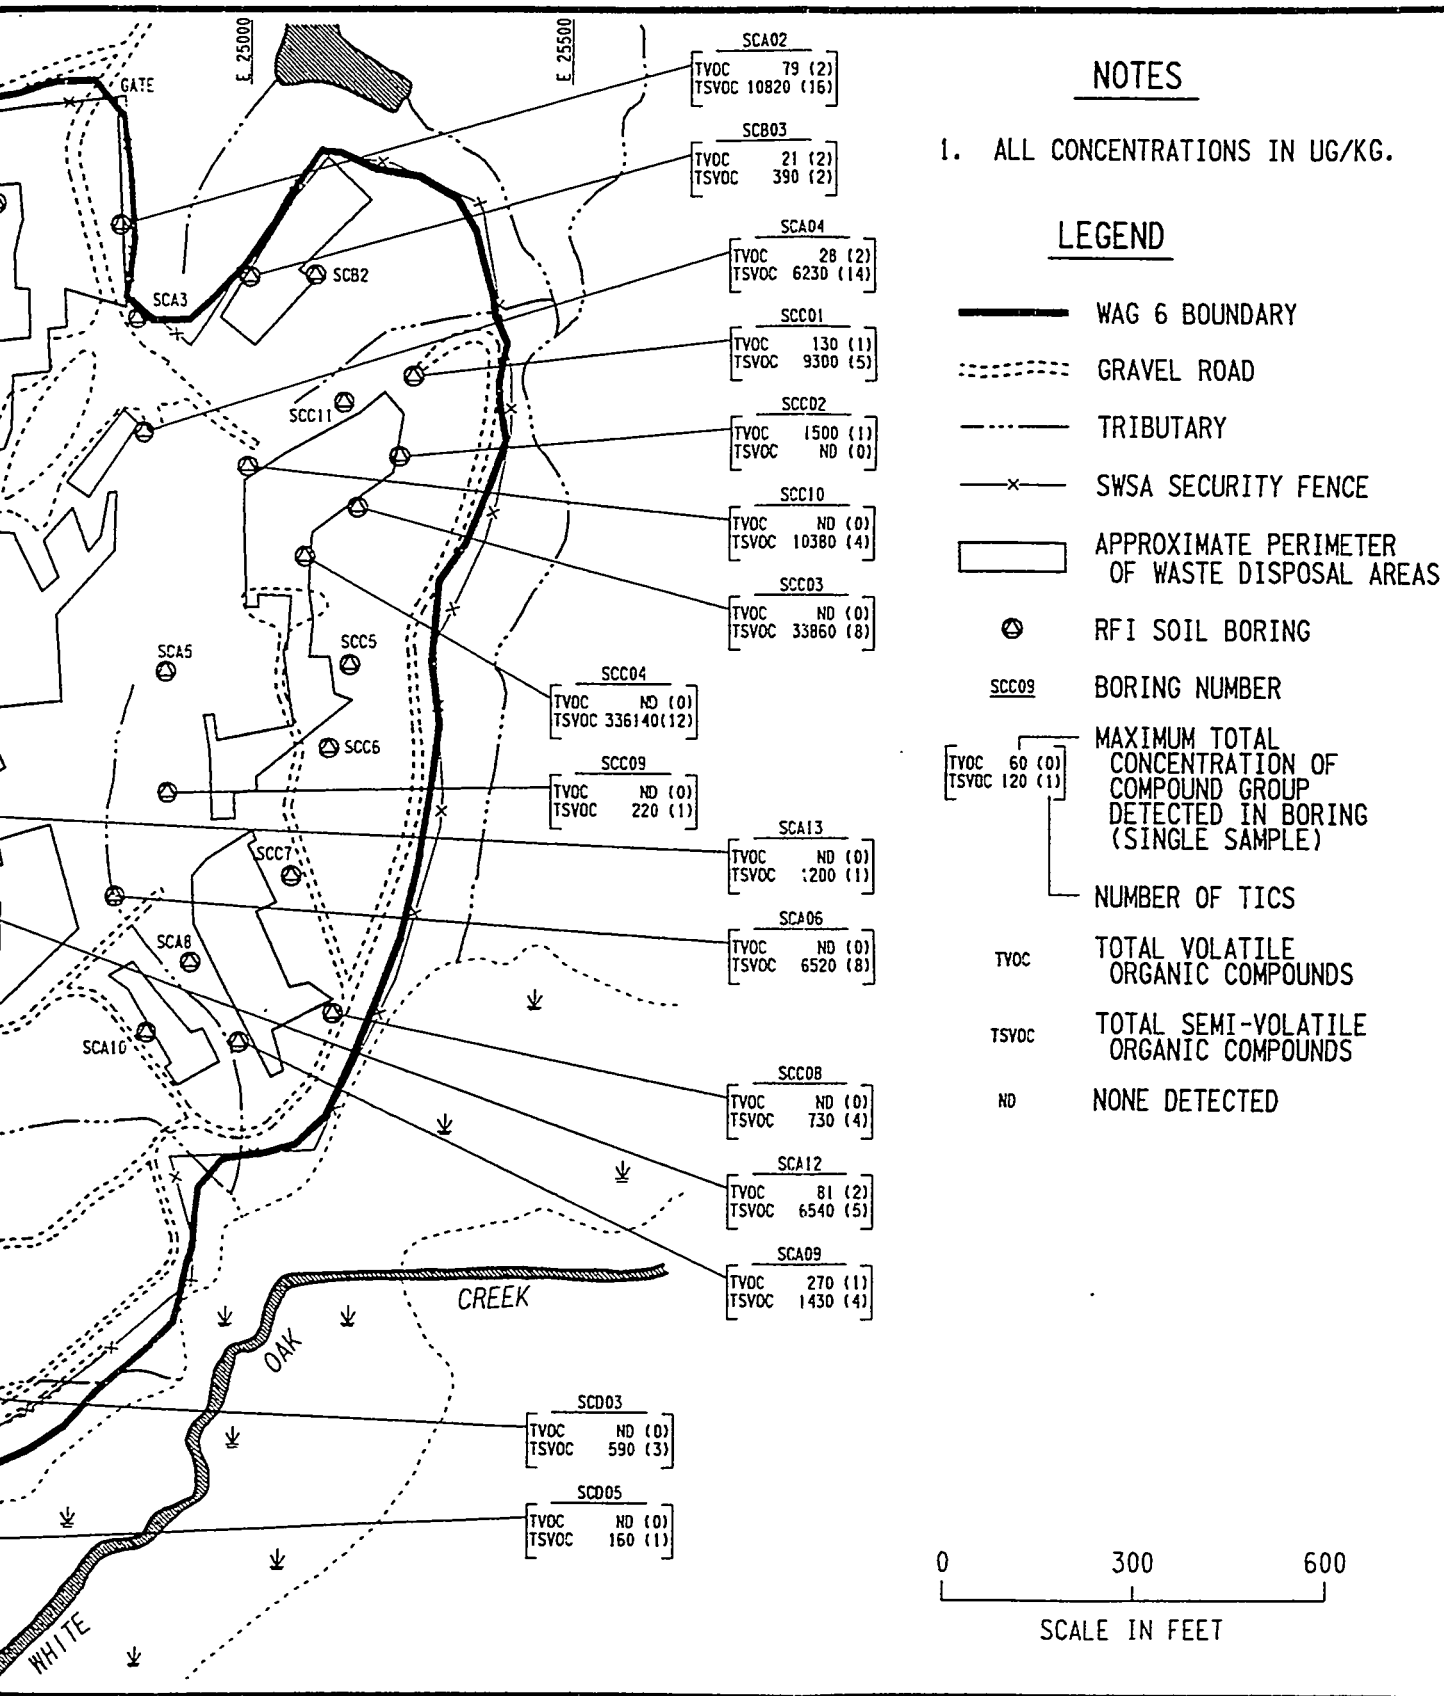 E 25000
E 25500
GATE
SCA3
SCB2
SCC11
SCA5
SCC5
SCC6
SCC7
SCA8
SCA10
SCA02
TVOC 79 (2)
TSVOC 10820 (16)
SCB03
TVOC 21 (2)
TSVOC 390 (2)
SCA04
TVOC 28 (2)
TSVOC 6230 (14)
SCC01
TVOC 130 (1)
TSVOC 9300 (5)
SCC02
TVOC 1500 (1)
TSVOC ND (0)
SCC10
TVOC ND (0)
TSVOC 10380 (4)
SCC03
TVOC ND (0)
TSVOC 33860 (8)
SCC04
TVOC ND (0)
TSVOC 336140(12)
SCC09
TVOC ND (0)
TSVOC 220 (1)
SCA13
TVOC ND (0)
TSVOC 1200 (1)
SCA06
TVOC ND (0)
TSVOC 6520 (8)
SCC08
TVOC ND (0)
TSVOC 730 (4)
SCA12
TVOC 81 (2)
TSVOC 6540 (5)
SCA09
TVOC 270 (1)
TSVOC 1430 (4)
SCD03
TVOC ND (0)
TSVOC 590 (3)
SCD05
TVOC ND (0)
TSVOC 160 (1)
WHITE
OAK
CREEK
NOTES
1. ALL CONCENTRATIONS IN UG/KG.
LEGEND
WAG 6 BOUNDARY
GRAVEL ROAD
TRIBUTARY
SWSA SECURITY FENCE
APPROXIMATE PERIMETER
OF WASTE DISPOSAL AREAS
RFI SOIL BORING
SCC09 BORING NUMBER
TVOC 60 (0)
TSVOC 120 (1)
MAXIMUM TOTAL
CONCENTRATION OF
COMPOUND GROUP
DETECTED IN BORING
(SINGLE SAMPLE)
NUMBER OF TICS
TVOC TOTAL VOLATILE
ORGANIC COMPOUNDS
TSVOC TOTAL SEMI-VOLATILE
ORGANIC COMPOUNDS
ND NONE DETECTED
0 300 600
SCALE IN FEET